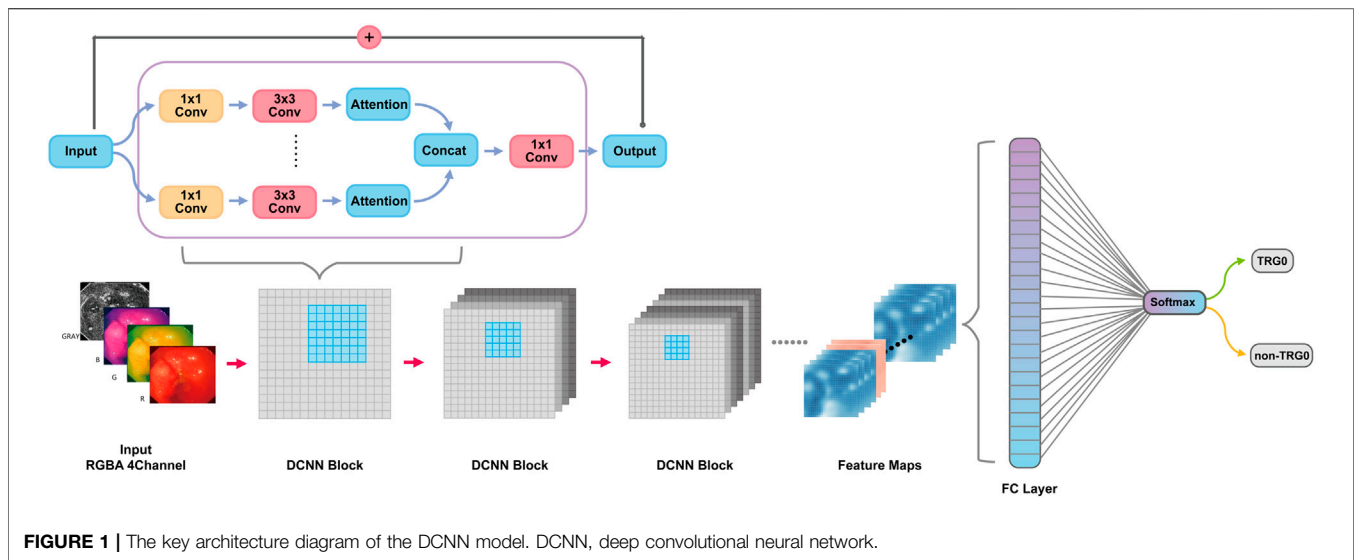 +
1x1
Conv
3x3
Conv
Attention
Input
Concat
1x1
Conv
Output
1x1
Conv
3x3
Conv
Attention
GRAY
B
G
R
TRG0
Softmax
non-TRG0
Input
RGBA 4Channel
DCNN Block
DCNN Block
DCNN Block
Feature Maps
FC Layer
FIGURE 1 | The key architecture diagram of the DCNN model. DCNN, deep convolutional neural network.